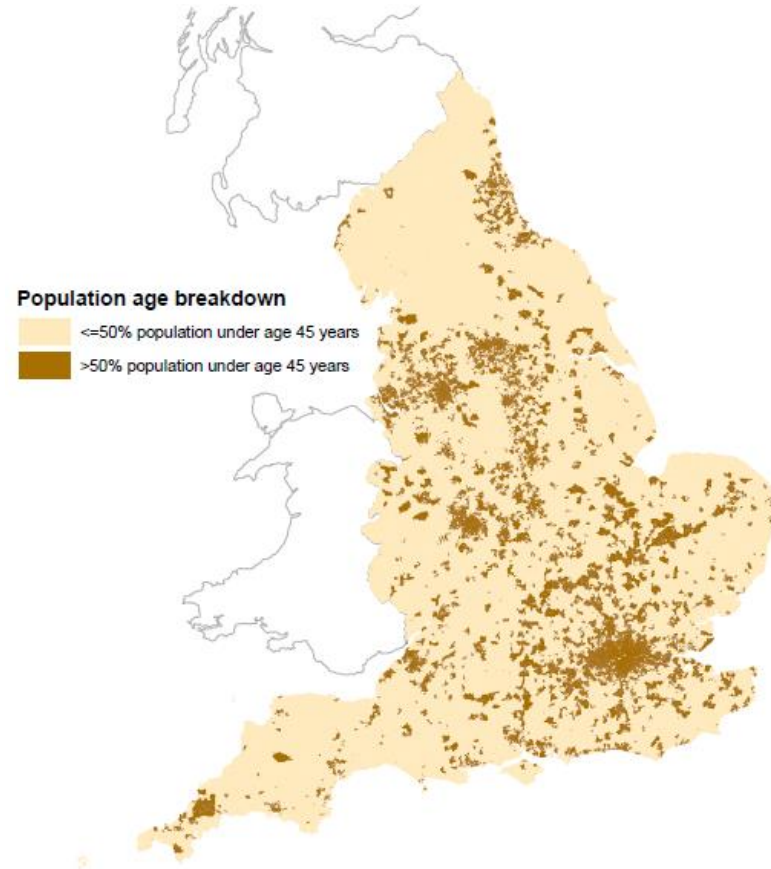 Population age breakdown
<=50% population under age 45 years
>50% population under age 45 years